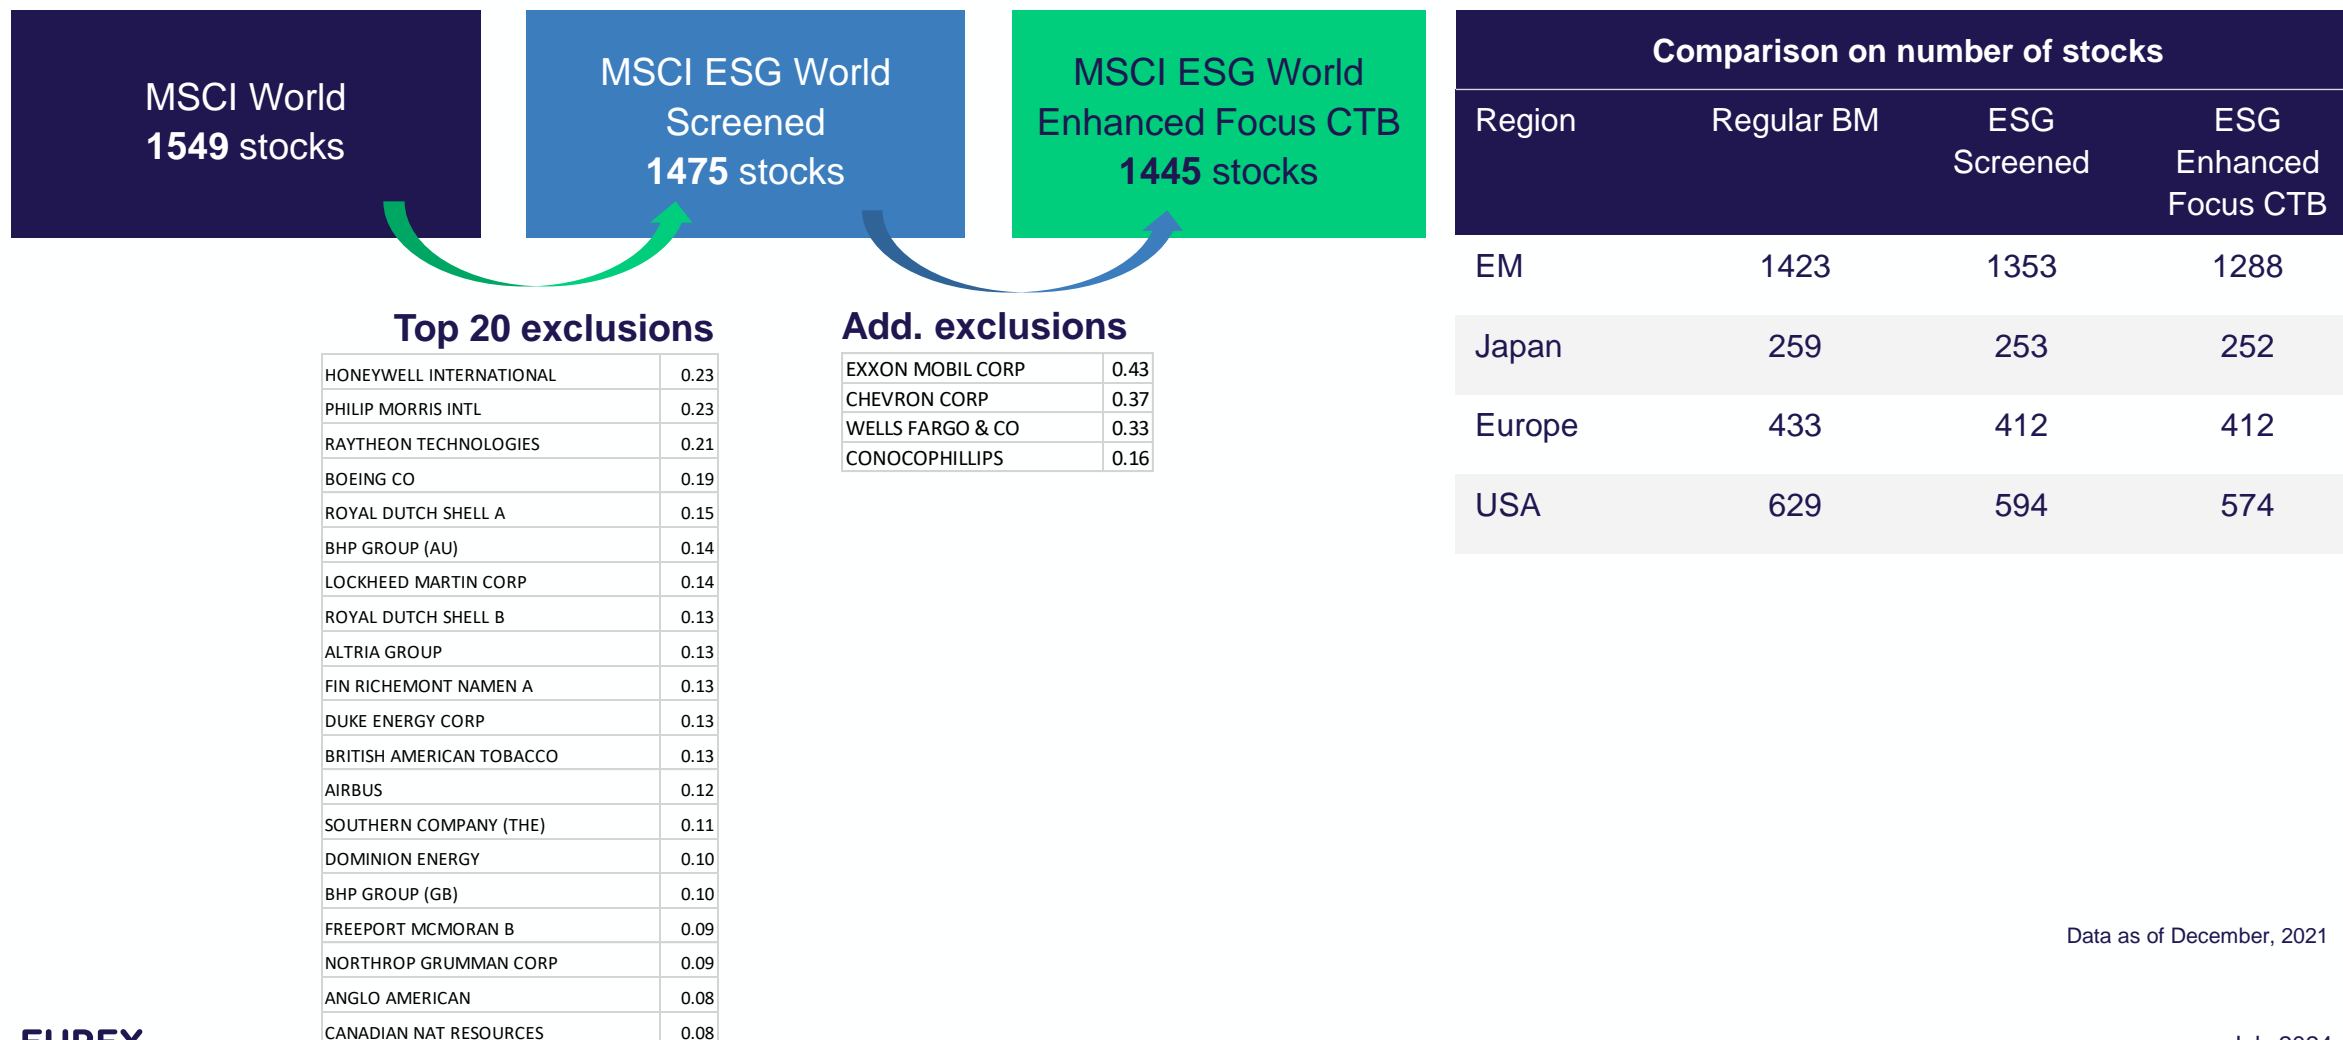 MSCI World
1549 stocks
MSCI ESG World
Screened
1475 stocks
MSCI ESG World
Enhanced Focus CTB
1445 stocks
Top 20 exclusions
HONEYWELL INTERNATIONAL 0.23
PHILIP MORRIS INTL 0.23
RAYTHEON TECHNOLOGIES 0.21
BOEING CO 0.19
ROYAL DUTCH SHELL A 0.15
BHP GROUP (AU) 0.14
LOCKHEED MARTIN CORP 0.14
ROYAL DUTCH SHELL B 0.13
ALTRIA GROUP 0.13
FIN RICHEMONT NAMEN A 0.13
DUKE ENERGY CORP 0.13
BRITISH AMERICAN TOBACCO 0.13
AIRBUS 0.12
SOUTHERN COMPANY (THE) 0.11
DOMINION ENERGY 0.10
BHP GROUP (GB) 0.10
FREEPORT MCMORAN B 0.09
NORTHROP GRUMMAN CORP 0.09
ANGLO AMERICAN 0.08
CANADIAN NAT RESOURCES 0.08
Add. exclusions
EXXON MOBIL CORP 0.43
CHEVRON CORP 0.37
WELLS FARGO & CO 0.33
CONOCOPHILLIPS 0.16
Comparison on number of stocks
Region Regular BM ESG Screened ESG Enhanced Focus CTB
EM 1423 1353 1288
Japan 259 253 252
Europe 433 412 412
USA 629 594 574
Data as of December, 2021
EUREX